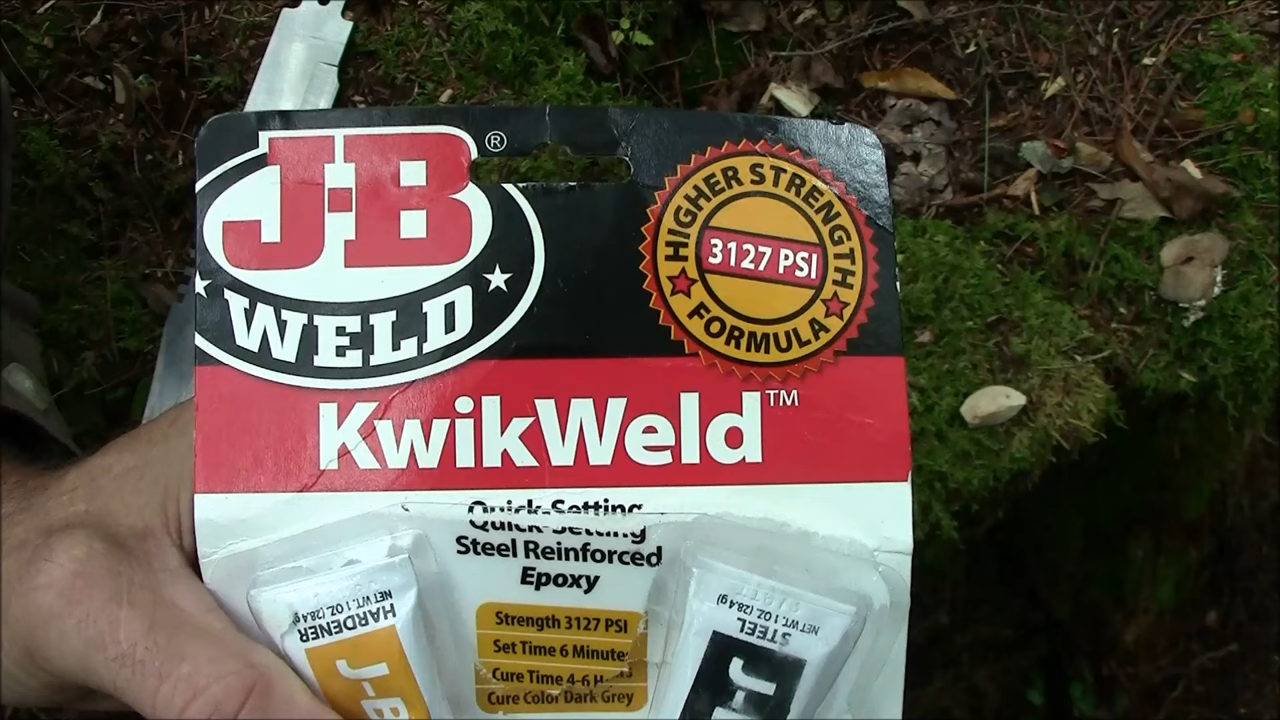 J-B
®
WELD
HIGHER STRENGTH
3127 PSI
FORMULA
KwikWeld™
Quick-Setting
Steel Reinforced
Epoxy
Strength 3127 PSI
Set Time 6 Minutes
Cure Time 4-6 Hours
Cure Color Dark Grey
HARDENER
NET WT. 1 OZ. (28.4 g)
J-B
STEEL
NET WT. 1 OZ. (28.4 g)